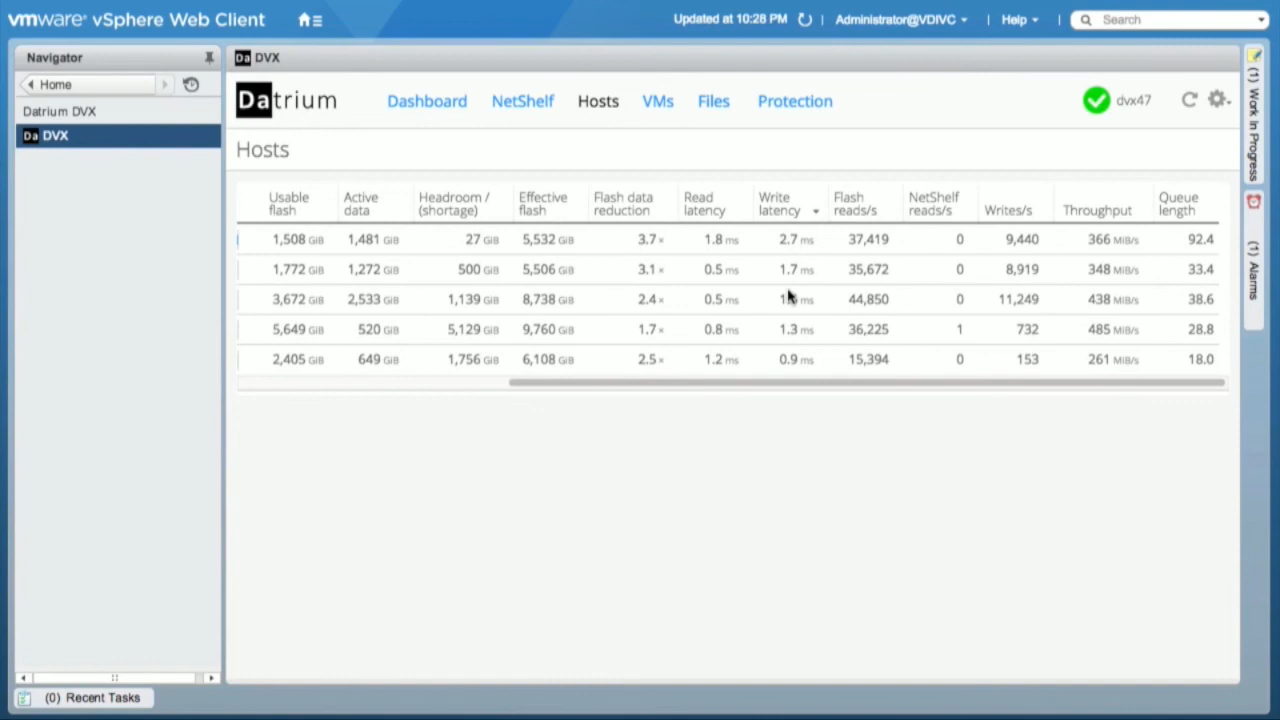 vmware® vSphere Web Client
Updated at 10:28 PM
Administrator@VDIVC
Help
Search
Navigator
Home
Datrium DVX
Da DVX
Da DVX
Datrium
Dashboard NetShelf Hosts VMs Files Protection
dvx47
Hosts
Usable flash Active data Headroom / (shortage) Effective flash Flash data reduction Read latency Write latency Flash reads/s NetShelf reads/s Writes/s Throughput Queue length
1,508 GiB 1,481 GiB 27 GiB 5,532 GiB 3.7 × 1.8 ms 2.7 ms 37,419 0 9,440 366 MiB/s 92.4
1,772 GiB 1,272 GiB 500 GiB 5,506 GiB 3.1 × 0.5 ms 1.7 ms 35,672 0 8,919 348 MiB/s 33.4
3,672 GiB 2,533 GiB 1,139 GiB 8,738 GiB 2.4 × 0.5 ms ms 44,850 0 11,249 438 MiB/s 38.6
5,649 GiB 520 GiB 5,129 GiB 9,760 GiB 1.7 × 0.8 ms 1.3 ms 36,225 1 732 485 MiB/s 28.8
2,405 GiB 649 GiB 1,756 GiB 6,108 GiB 2.5 × 1.2 ms 0.9 ms 15,394 0 153 261 MiB/s 18.0
(1) Work In Progress
(1) Alarms
(0) Recent Tasks